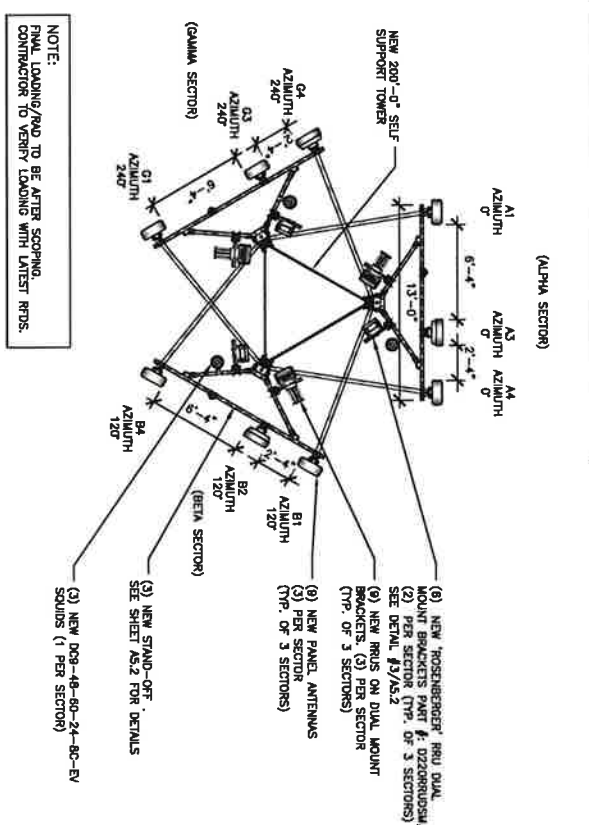 (ALPHA SECTOR)
A1
AZIMUTH
0°
A3
AZIMUTH
0°
A4
AZIMUTH
0°
6'-4"
2'-4"
13'-0"
NEW 200'-0" SELF
SUPPORT TOWER
(6) NEW 'ROSENBERGER' RRU DUAL
MOUNT BRACKETS PART #: D220RRUDSM,
(2) PER SECTOR (TYP. OF 3 SECTORS)
SEE DETAIL #3/A5.2
(9) NEW RRUS ON DUAL MOUNT
BRACKETS. (3) PER SECTOR
(TYP. OF 3 SECTORS)
(9) NEW PANEL ANTENNAS
(3) PER SECTOR
(TYP. OF 3 SECTORS)
(3) NEW STAND-OFF .
SEE SHEET A5.2 FOR DETAILS
(3) NEW DC9-48-60-24-8C-EV
SQUIDS (1 PER SECTOR)
(GAMMA SECTOR)
G4
AZIMUTH
240°
G3
AZIMUTH
240°
G1
AZIMUTH
240°
2'-4"
6'-4"
B1
AZIMUTH
120°
B2
AZIMUTH
120°
B4
AZIMUTH
120°
2'-4"
6'-4"
(BETA SECTOR)
NOTE:
FINAL LOADING/RAD TO BE AFTER SCOPING.
CONTRACTOR TO VERIFY LOADING WITH LATEST RFDS.